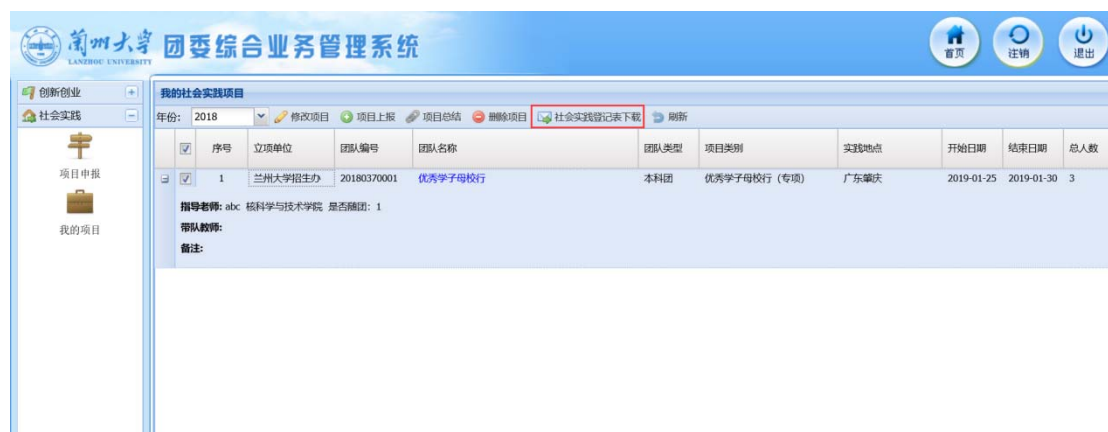 兰州大学 团委综合业务管理系统
LANZHOU UNIVERSITY
首页 注销 退出
创新创业
社会实践
项目申报
我的项目
我的社会实践项目
年份: 2018 修改项目 项目上报 项目总结 删除项目 社会实践登记表下载 刷新
序号 立项单位 团队编号 团队名称 团队类型 项目类别 实践地点 开始日期 结束日期 总人数
1 兰州大学招生办 20180370001 优秀学子母校行 本科团 优秀学子母校行（专项） 广东肇庆 2019-01-25 2019-01-30 3
指导老师: abc 核科学与技术学院 是否随团: 1
带队教师:
备注: